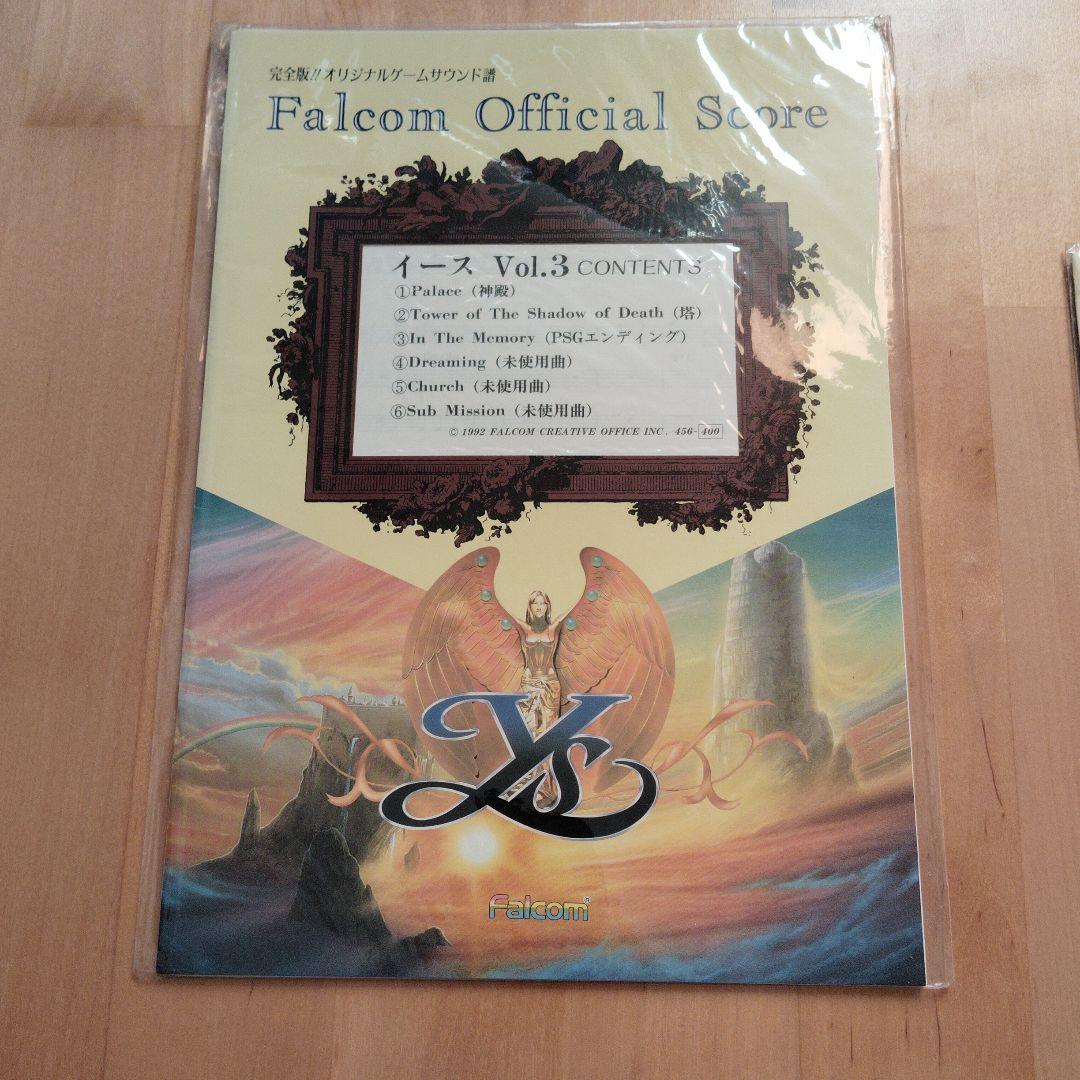 完全版!!オリジナルゲームサウンド譜
Falcom Official Score
イース Vol.3 CONTENTS
①Palace（神殿）
②Tower of The Shadow of Death（塔）
③In The Memory（PSGエンディング）
④Dreaming（未使用曲）
⑤Church（未使用曲）
⑥Sub Mission（未使用曲）
© 1992 FALCOM CREATIVE OFFICE INC. 456-400
Ys
Falcom®